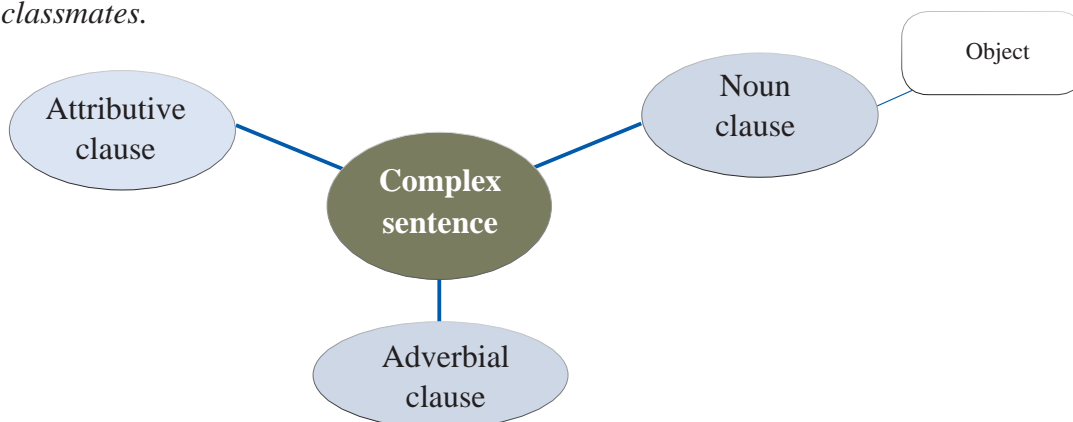 classmates.
Object
Noun
clause
Attributive
clause
Complex
sentence
Adverbial
clause